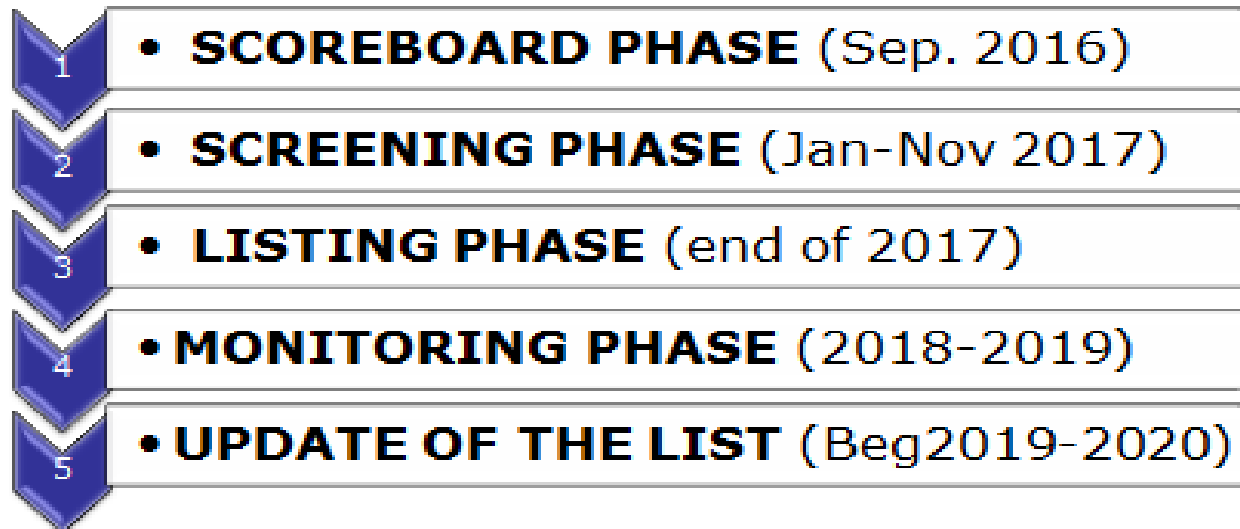 1 • SCOREBOARD PHASE (Sep. 2016)
2 • SCREENING PHASE (Jan-Nov 2017)
3 • LISTING PHASE (end of 2017)
4 • MONITORING PHASE (2018-2019)
5 • UPDATE OF THE LIST (Beg2019-2020)